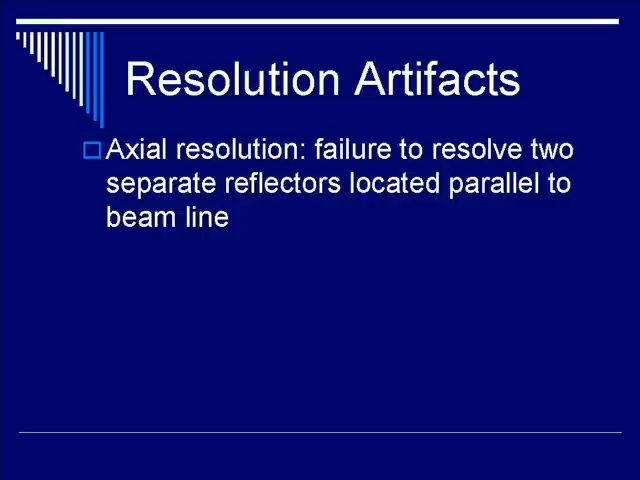 Resolution Artifacts
Axial resolution: failure to resolve two
separate reflectors located parallel to
beam line